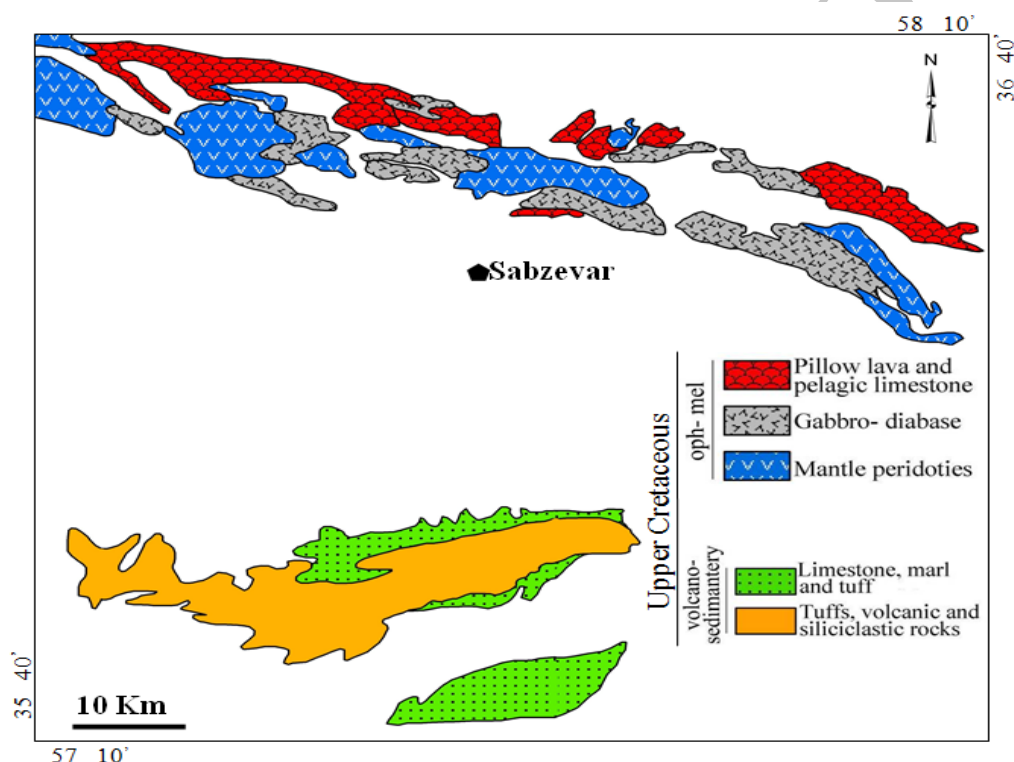 58 10'
36 40'
N
Sabzevar
Upper Cretaceous
oph- mel
Pillow lava and
pelagic limestone
Gabbro- diabase
Mantle peridoties
volcano-
sedimantery
Limestone, marl
and tuff
Tuffs, volcanic and
siliciclastic rocks
35 40'
10 Km
57 10'